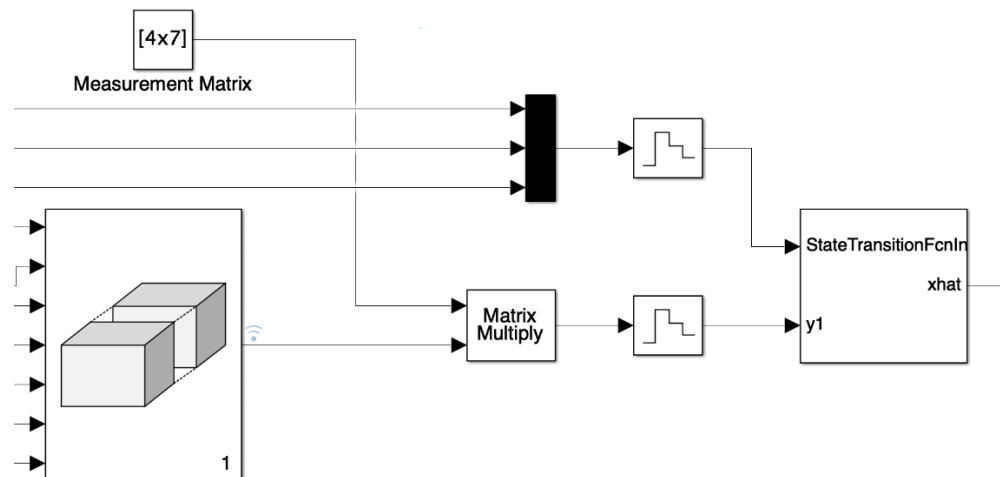 [4x7]
Measurement Matrix
StateTransitionFcnIn
xhat
Matrix
Multiply
y1
1